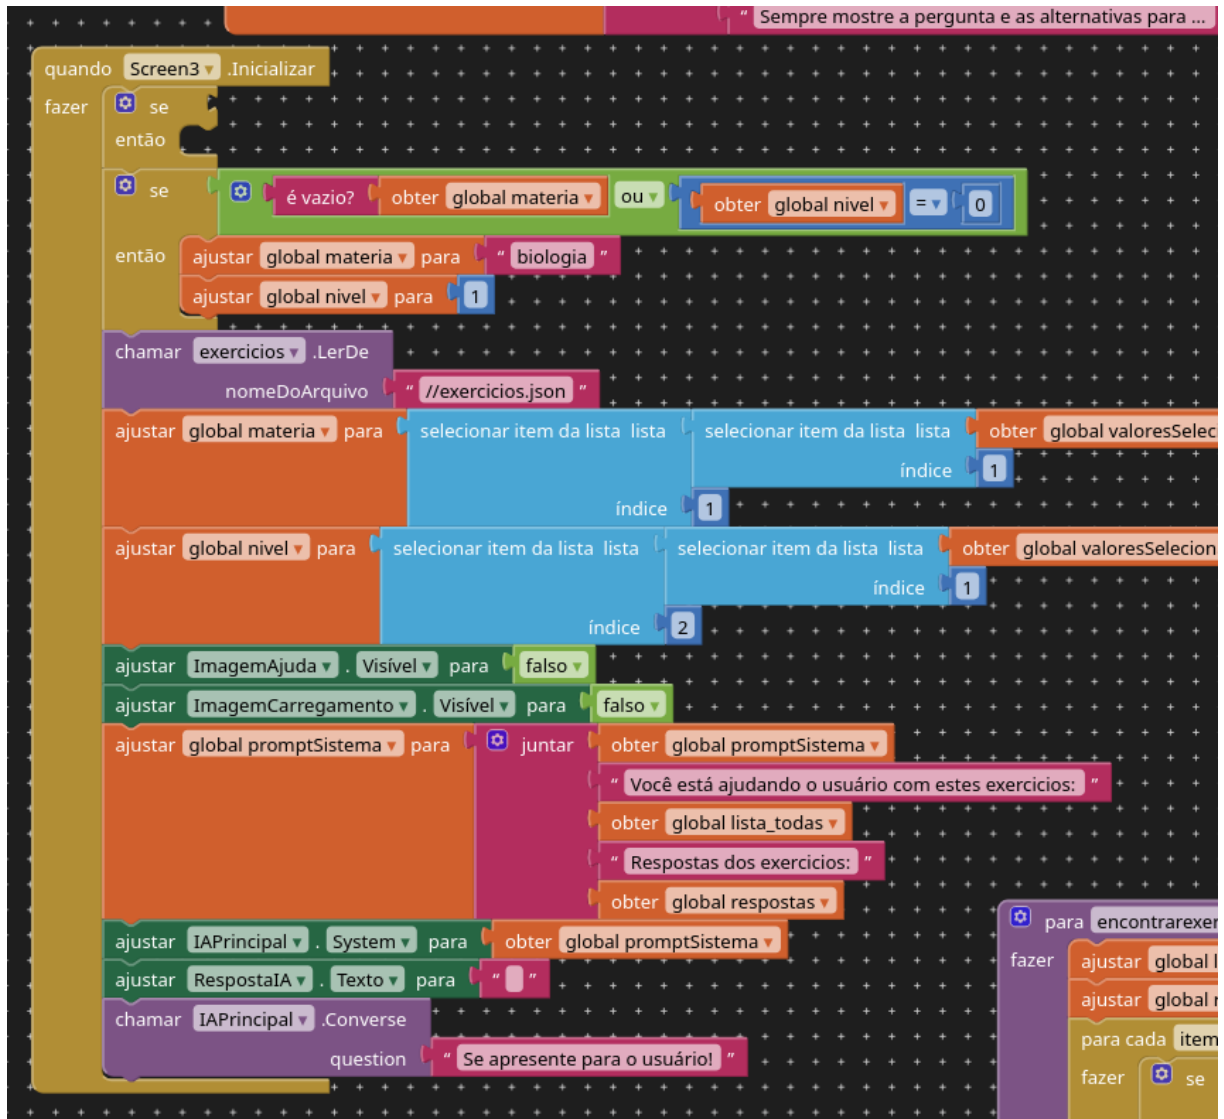 “ Sempre mostre a pergunta e as alternativas para ...
quando Screen3 .Inicializar
fazer se
então
se é vazio? obter global materia ou obter global nivel = 0
então ajustar global materia para “ biologia ”
ajustar global nivel para 1
chamar exercicios .LerDe
nomeDoArquivo “ //exercicios.json ”
ajustar global materia para selecionar item da lista lista selecionar item da lista lista obter global valoresSelec
índice 1
índice 1
ajustar global nivel para selecionar item da lista lista selecionar item da lista lista obter global valoresSelecion
índice 1
índice 2
ajustar ImagemAjuda . Visível para falso
ajustar ImagemCarregamento . Visível para falso
ajustar global promptSistema para juntar obter global promptSistema
“ Você está ajudando o usuário com estes exercicios: ”
obter global lista_todas
“ Respostas dos exercicios: ”
obter global respostas
para encontrarexer
ajustar IAPrincipal . System para obter global promptSistema
fazer ajustar global l
ajustar RespostaIA . Texto para “ ”
ajustar global r
chamar IAPrincipal .Converse
para cada item
question “ Se apresente para o usuário! ”
fazer se